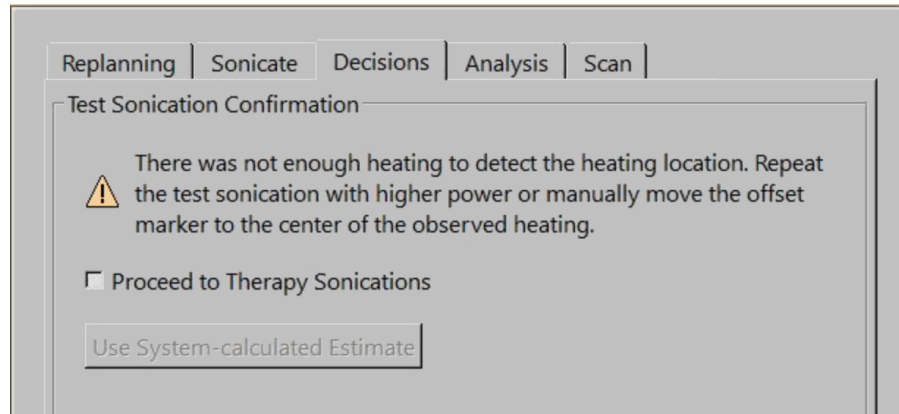 Replanning Sonicate Decisions Analysis Scan
Test Sonication Confirmation
There was not enough heating to detect the heating location. Repeat
the test sonication with higher power or manually move the offset
marker to the center of the observed heating.
Proceed to Therapy Sonications
Use System-calculated Estimate